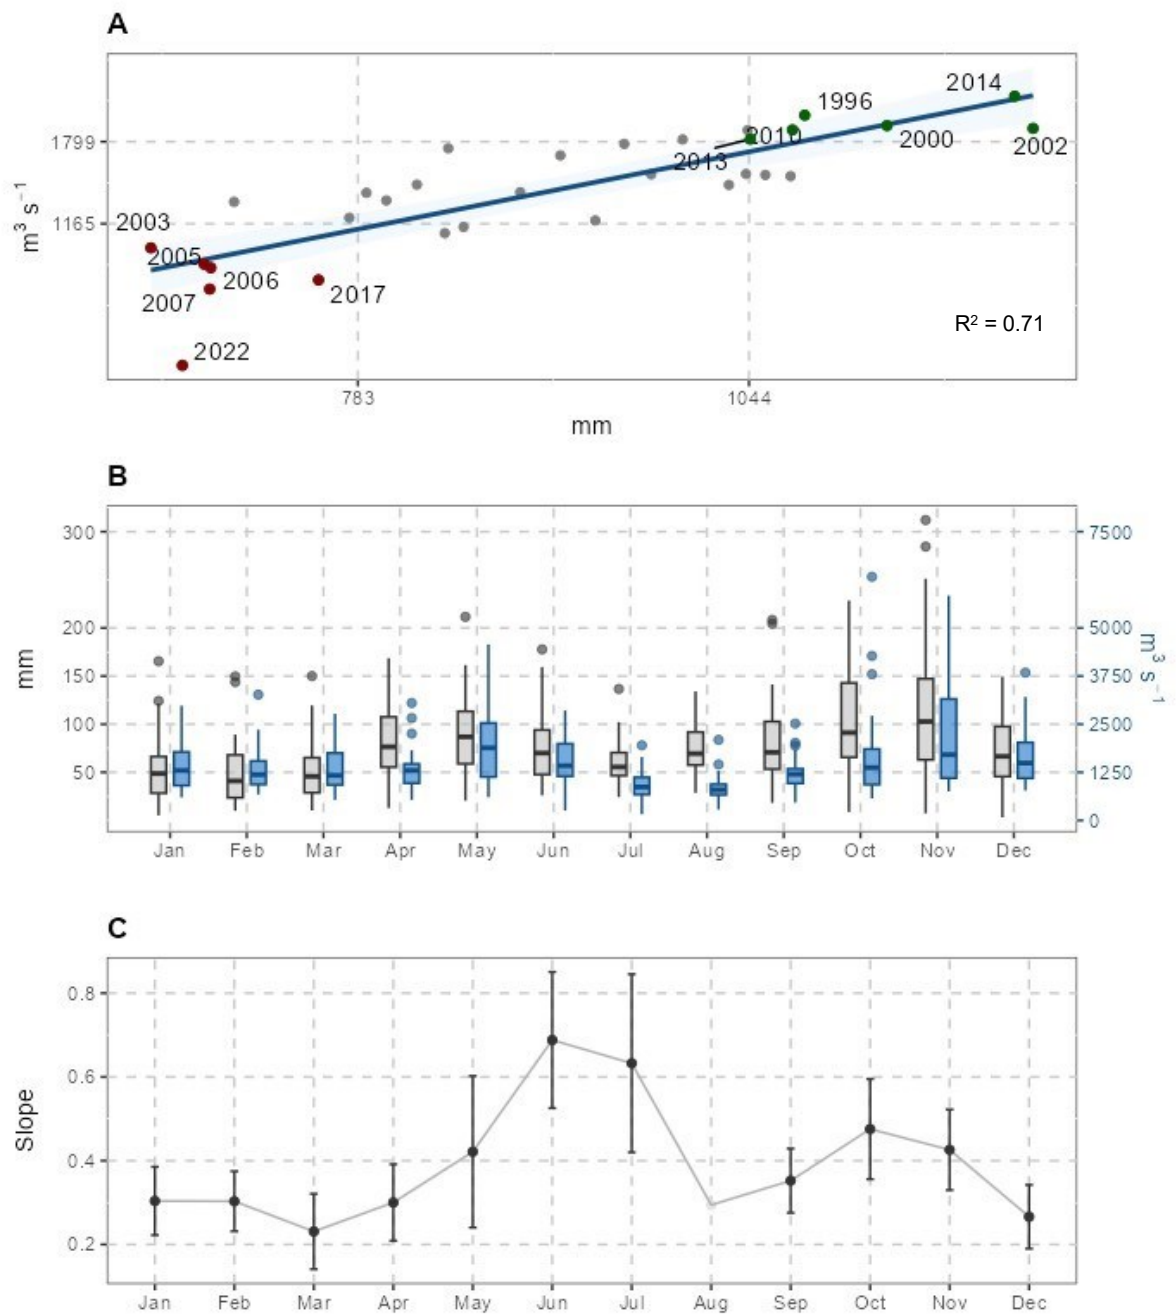 A
2014
1996
1799
2010
2000
2002
2013
1165
2003
2005
2006
2007
2017
2022
R² = 0.71
m³ s⁻¹
783
1044
mm
B
300
200
150
100
50
mm
7500
5000
3750
2500
1250
0
m³ s⁻¹
Jan Feb Mar Apr May Jun Jul Aug Sep Oct Nov Dec
C
0.8
0.6
0.4
0.2
Slope
Jan Feb Mar Apr May Jun Jul Aug Sep Oct Nov Dec